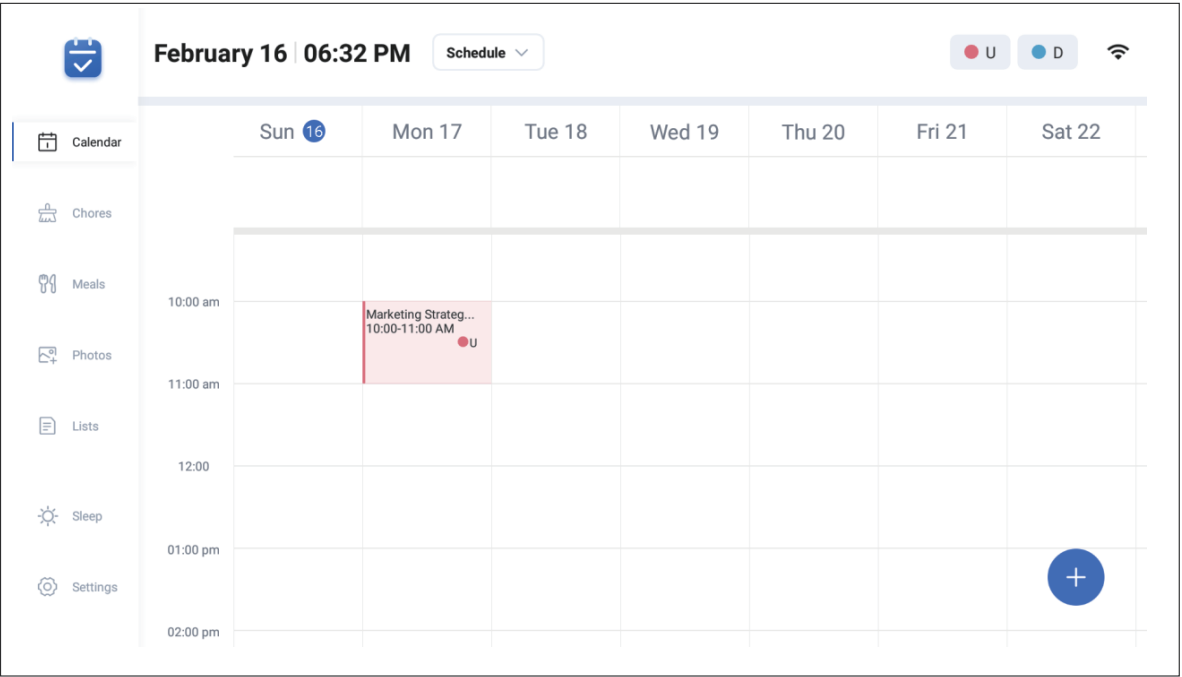 February 16 | 06:32 PM
Schedule
U
D
Calendar
Chores
Meals
Photos
Lists
Sleep
Settings
Sun 16
Mon 17
Tue 18
Wed 19
Thu 20
Fri 21
Sat 22
10:00 am
Marketing Strateg...
10:00-11:00 AM
U
11:00 am
12:00
01:00 pm
02:00 pm